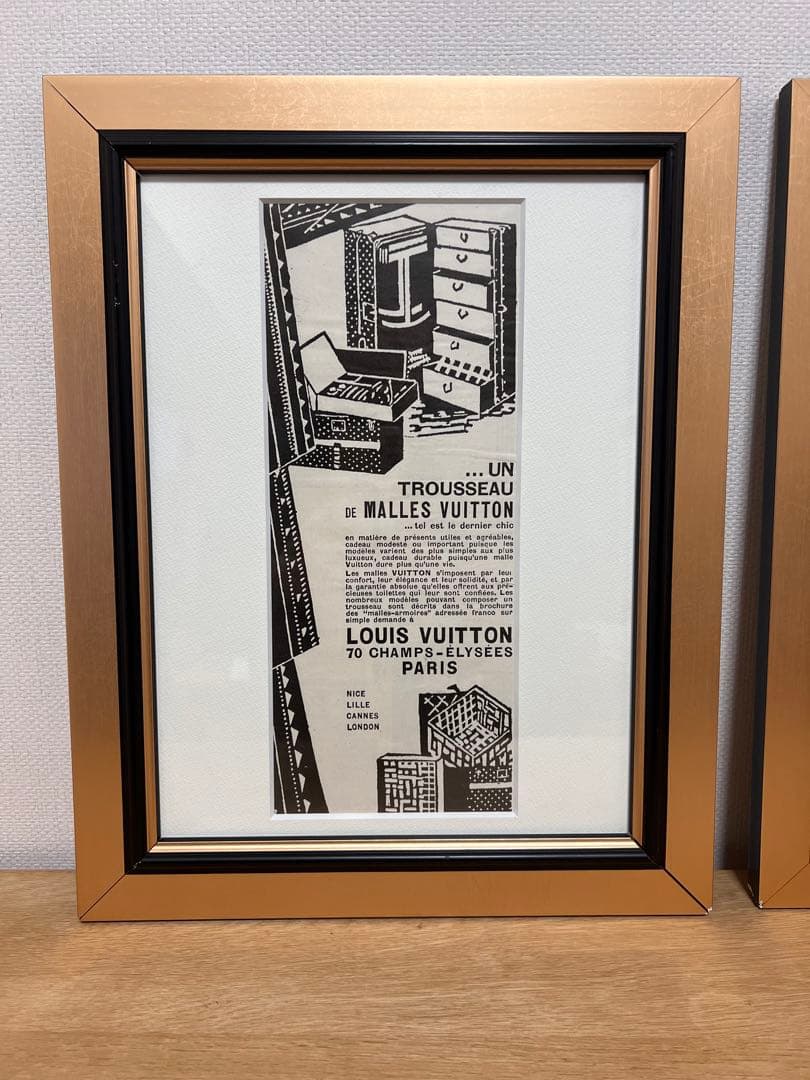 ...UN
TROUSSEAU
DE MALLES VUITTON
...tel est le dernier chic
en matière de présents utiles et agréables,
cadeau modeste ou important puisque les
modèles varient des plus simples aux plus
luxueux, cadeau durable puisqu'une malle
Vuitton dure plus qu'une vie.
Les malles VUITTON s'imposent par leur
confort, leur élégance et leur solidité, et par
la garantie absolue qu'elles offrent aux pré-
cieuses toilettes qui leur sont confiées. Les
nombreux modèles pouvant composer un
trousseau sont décrits dans la brochure
des "malles-armoires" adressée franco sur
simple demande à
LOUIS VUITTON
70 CHAMPS-ÉLYSÉES
PARIS
NICE
LILLE
CANNES
LONDON